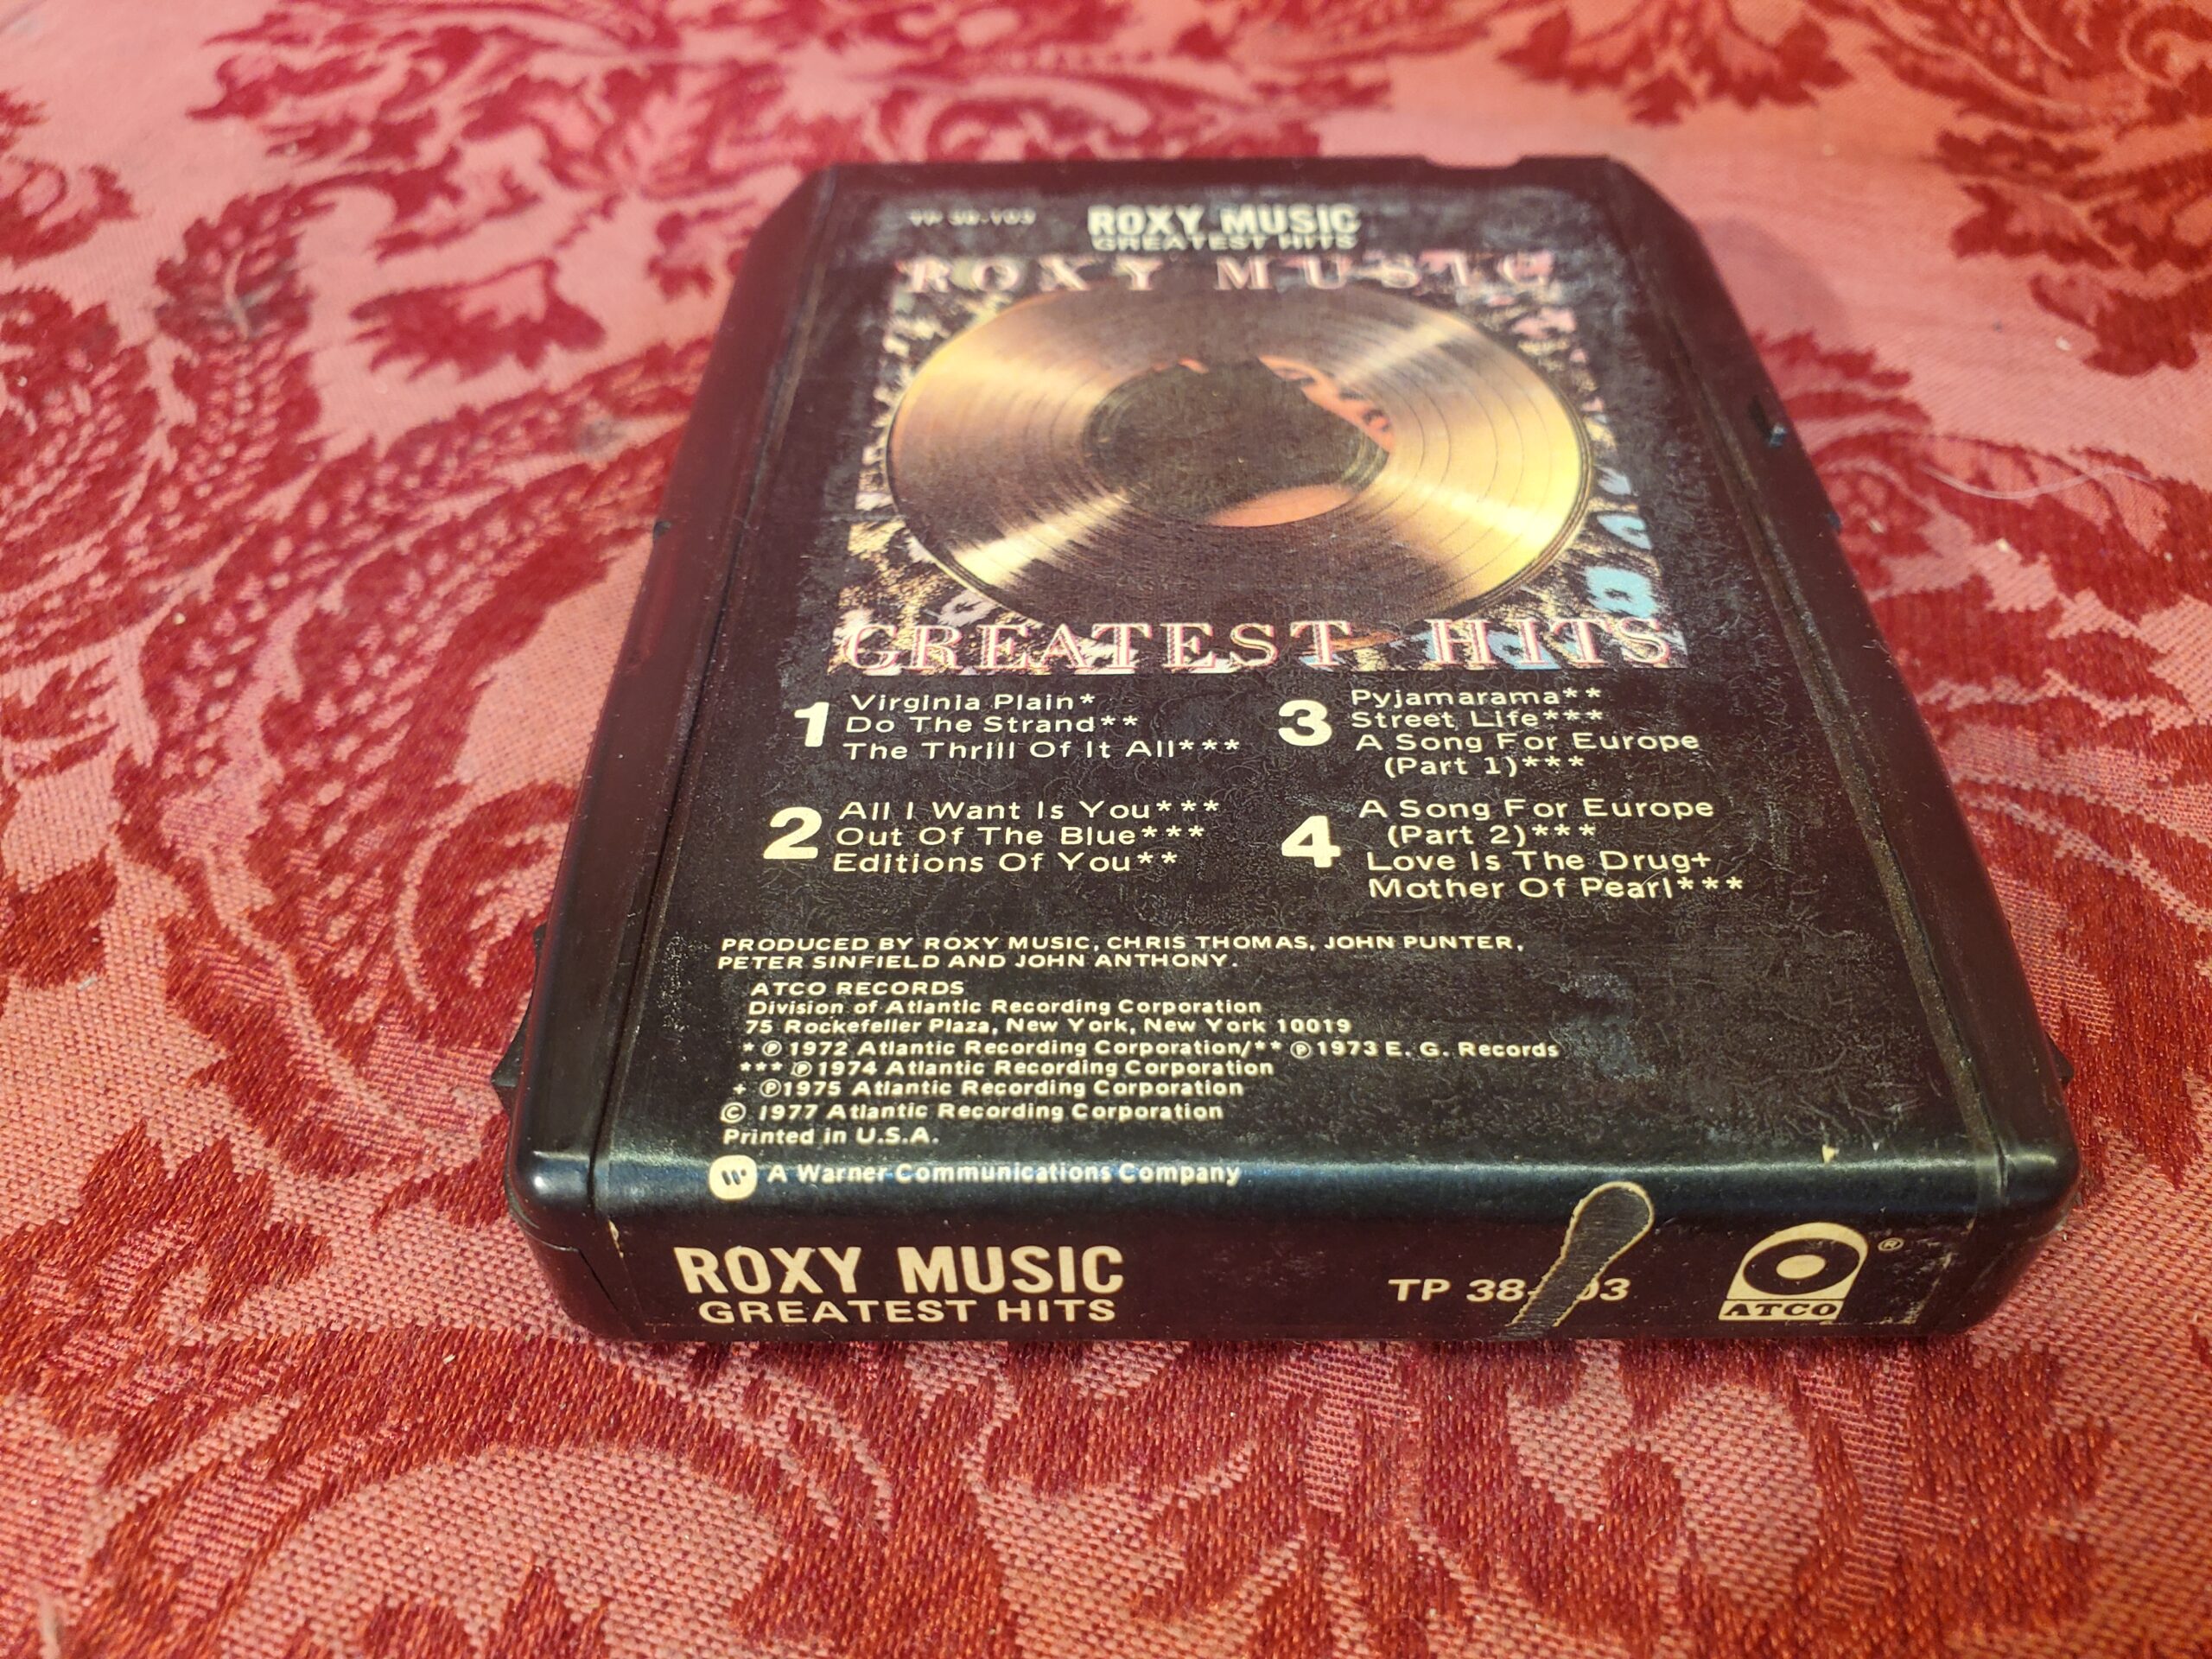 TP 38-103
ROXY MUSIC
GREATEST HITS
ROXY MUSIC
GREATEST HITS
1 Virginia Plain*
Do The Strand**
The Thrill Of It All***
2 All I Want Is You***
Out Of The Blue***
Editions Of You**
3 Pyjamarama**
Street Life***
A Song For Europe
(Part 1)***
4 A Song For Europe
(Part 2)***
Love Is The Drug+
Mother Of Pearl***
PRODUCED BY ROXY MUSIC, CHRIS THOMAS, JOHN PUNTER,
PETER SINFIELD AND JOHN ANTHONY.
ATCO RECORDS
Division of Atlantic Recording Corporation
75 Rockefeller Plaza, New York, New York 10019
* ℗ 1972 Atlantic Recording Corporation/** ℗ 1973 E. G. Records
*** ℗ 1974 Atlantic Recording Corporation
+ ℗ 1975 Atlantic Recording Corporation
© 1977 Atlantic Recording Corporation
Printed in U.S.A.
W A Warner Communications Company
ROXY MUSIC
GREATEST HITS
TP 38- 03
ATCO ®